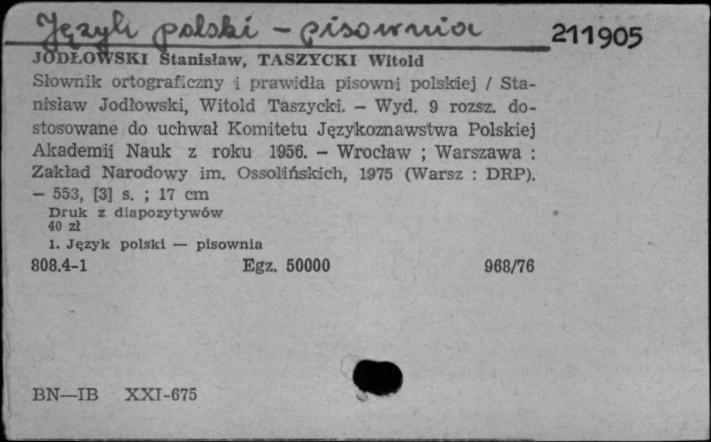 Język polski - pisownia
211905
JODŁOWSKI Stanisław, TASZYCKI Witold
Słownik ortograficzny i prawidła pisowni polskiej / Sta-
nisław Jodłowski, Witold Taszycki. - Wyd. 9 rozsz. do-
stosowane do uchwał Komitetu Językoznawstwa Polskiej
Akademii Nauk z roku 1956. - Wrocław ; Warszawa :
Zakład Narodowy im. Ossolińskich, 1975 (Warsz : DRP).
- 553, [3] s. ; 17 cm
Druk z diapozytywów
40 zł
1. Język polski — pisownia
808.4-1 Egz. 50000 968/76
BN—IB XXI-675